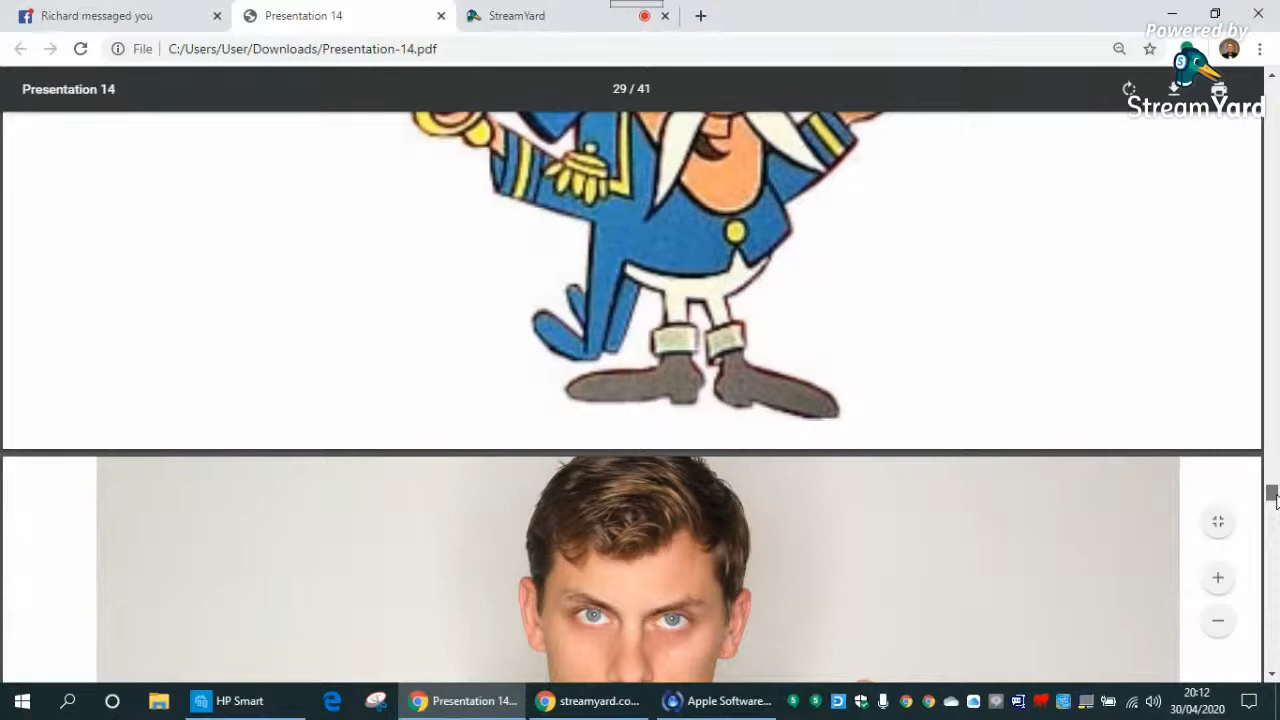 Richard messaged you
Presentation 14
StreamYard
Powered by
File
C:/Users/User/Downloads/Presentation-14.pdf
StreamYard
Presentation 14
29 / 41
HP Smart
Presentation 14...
streamyard.co...
Apple Software...
20:12
30/04/2020